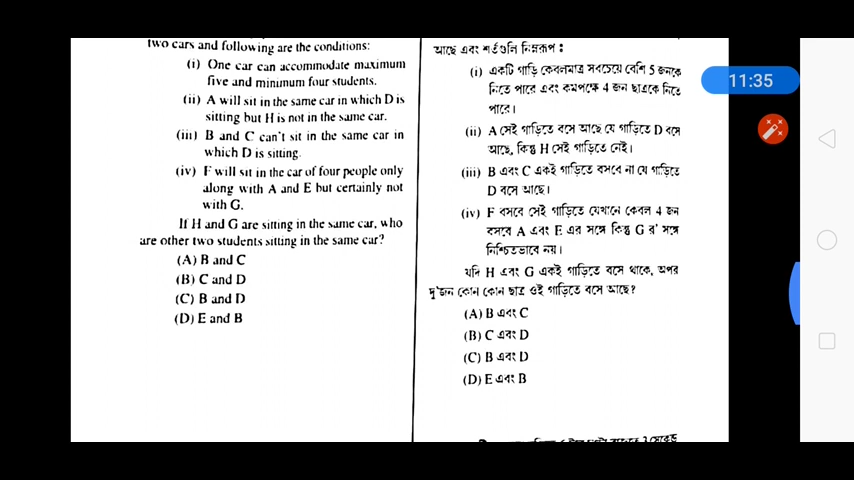 two cars and following are the conditions:
(i) One car can accommodate maximum
five and minimum four students.
(ii) A will sit in the same car in which D is
sitting but H is not in the same car.
(iii) B and C can't sit in the same car in
which D is sitting.
(iv) F will sit in the car of four people only
along with A and E but certainly not
with G.
If H and G are sitting in the same car, who
are other two students sitting in the same car?
(A) B and C
(B) C and D
(C) B and D
(D) E and B
আছে এবং শর্তগুলি নিম্নরূপ :
(i) একটি গাড়ি কেবলমাত্র সবচেয়ে বেশি 5 জনকে
নিতে পারে এবং কমপক্ষে 4 জন ছাত্রকে নিতে
পারে।
(ii) A সেই গাড়িতে বসে আছে যে গাড়িতে D বসে
আছে, কিন্তু H সেই গাড়িতে নেই।
(iii) B এবং C একই গাড়িতে বসবে না যে গাড়িতে
D বসে আছে।
(iv) F বসবে সেই গাড়িতে যেখানে কেবল 4 জন
বসবে A এবং E এর সঙ্গে কিন্তু G র' সঙ্গে
নিশ্চিতভাবে নয়।
যদি H এবং G একই গাড়িতে বসে থাকে, অপর
দু'জন কোন কোন ছাত্র ওই গাড়িতে বসে আছে?
(A) B এবং C
(B) C এবং D
(C) B এবং D
(D) E এবং B
11:35